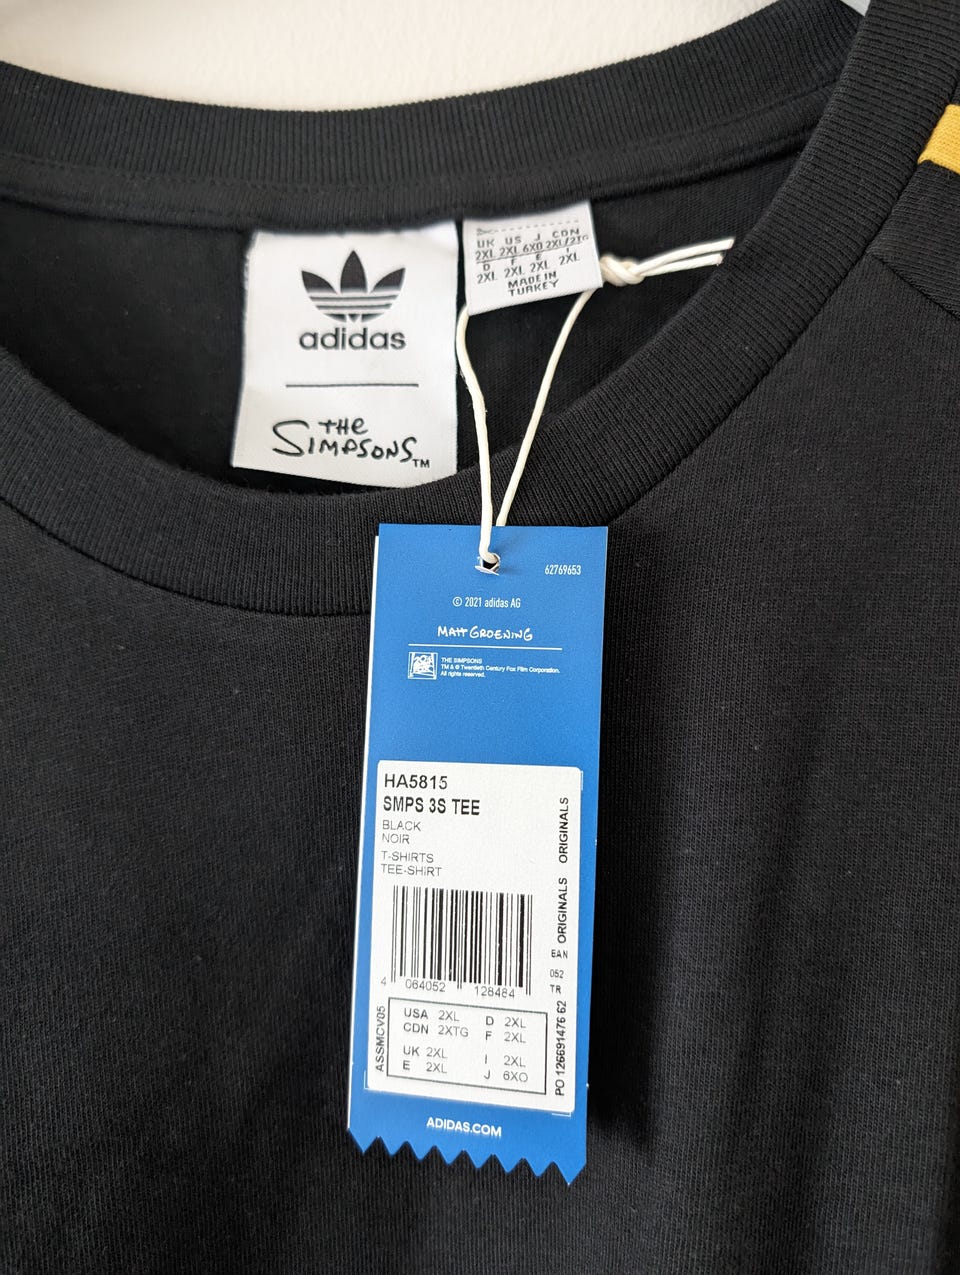 adidas
THE
SIMPSONS™
UK US J CDN
2XL 2XL 6XO 2XL/2TG
D F E I
2XL 2XL 2XL 2XL
MADE IN
TURKEY
62769653
© 2021 adidas AG
MATT GROENING
THE SIMPSONS
TM & © Twentieth Century Fox Film Corporation.
All rights reserved.
HA5815
SMPS 3S TEE
BLACK
NOIR
T-SHIRTS
TEE-SHIRT
4 064052 128484
USA 2XL D 2XL
CDN 2XTG F 2XL
UK 2XL I 2XL
E 2XL J 6XO
ASSMCV05
ORIGINALS ORIGINALS
EAN
052
TR
PO 126691476 62
ADIDAS.COM